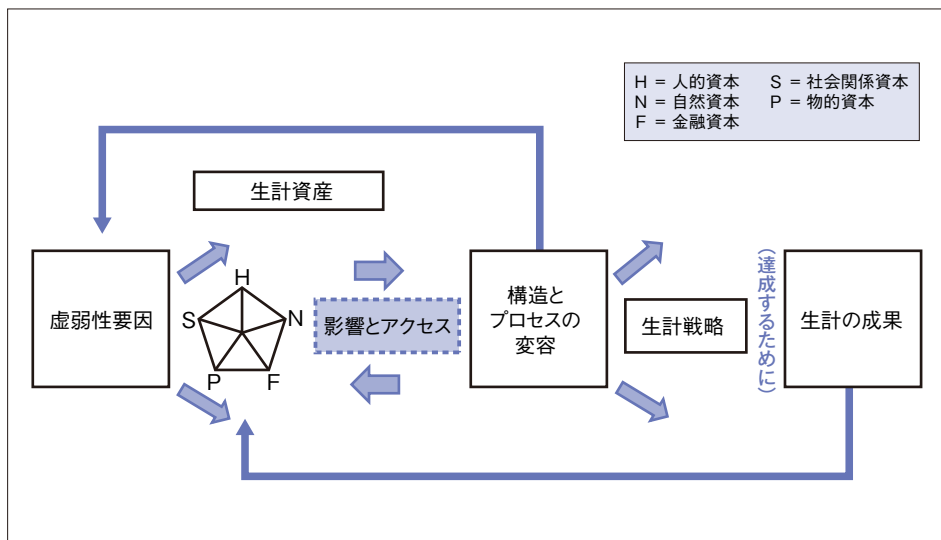 H = 人的資本 S = 社会関係資本
N = 自然資本 P = 物的資本
F = 金融資本
生計資産
虚弱性要因
H
S
N
P
F
影響とアクセス
構造と
プロセスの
変容
生計戦略
(達成するために)
生計の成果